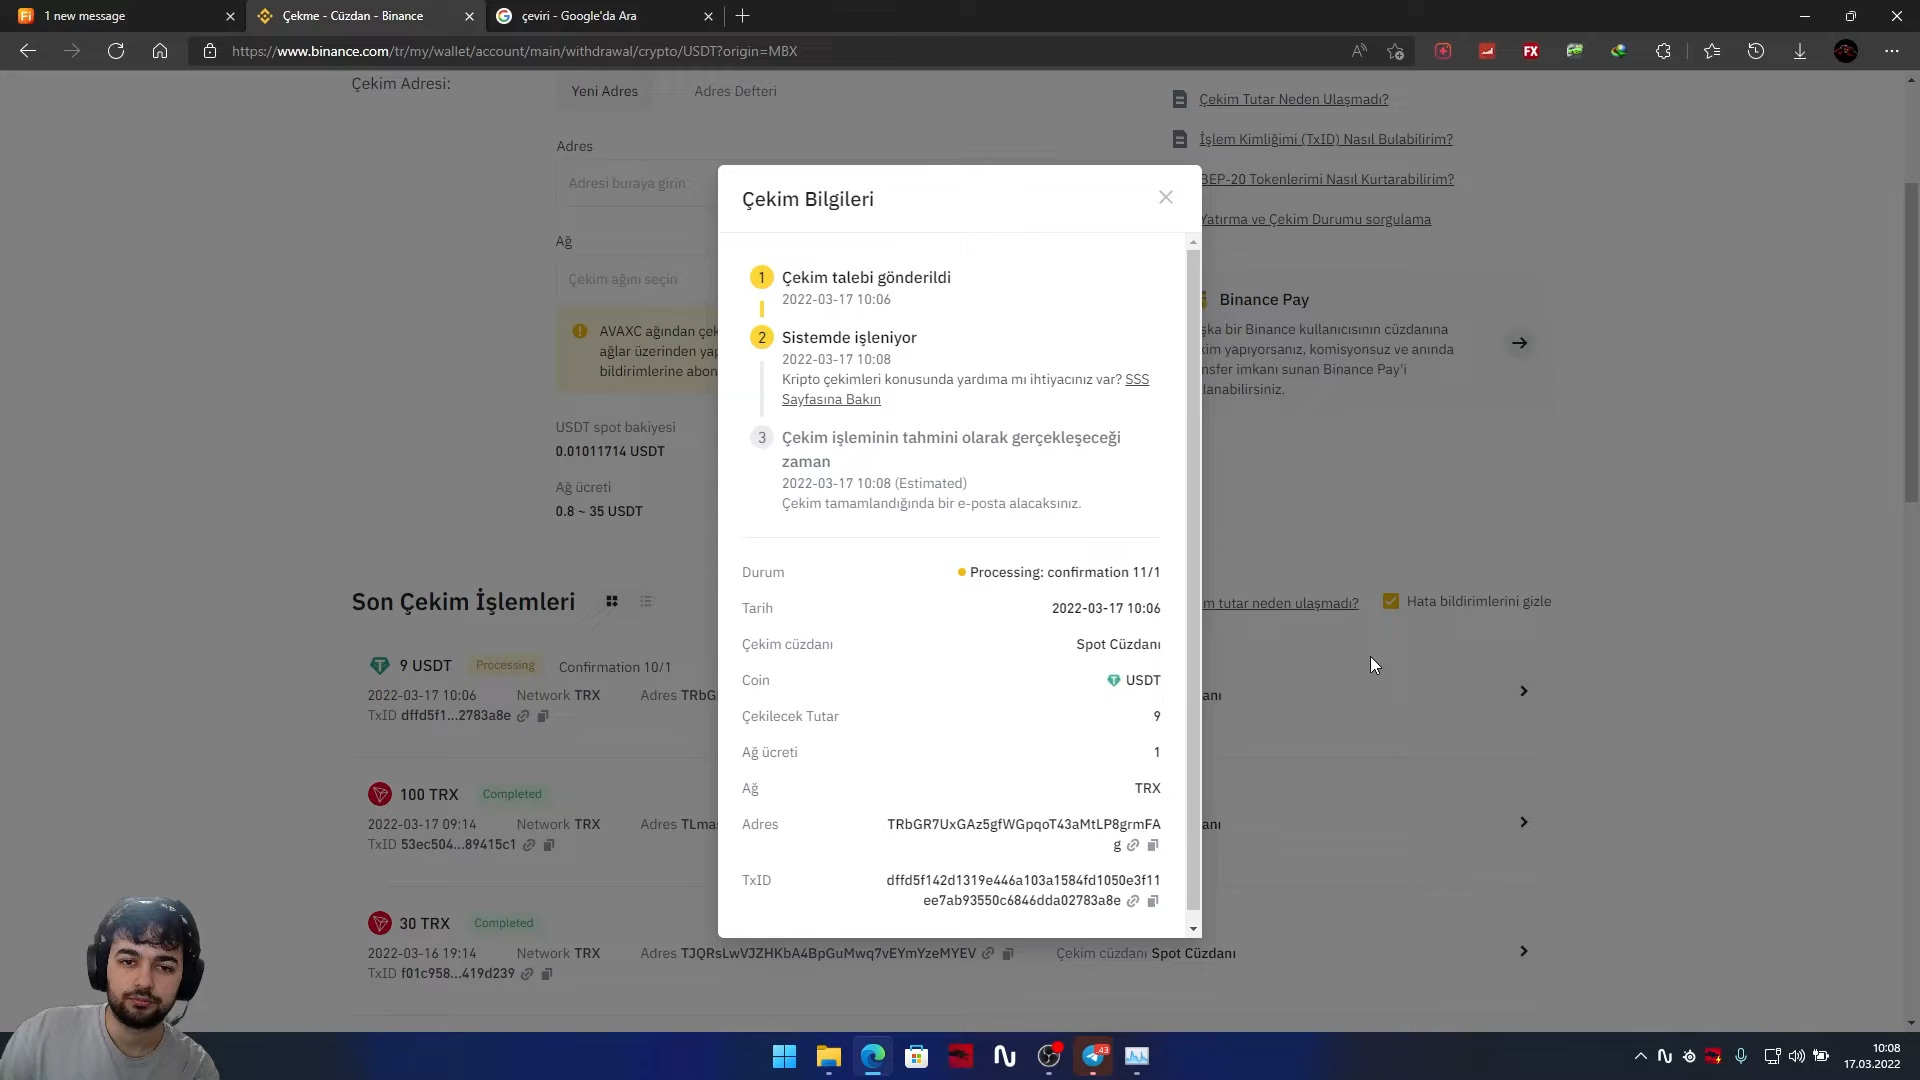 1 new message
Çekme - Cüzdan - Binance
çeviri - Google'da Ara
https://www.binance.com/tr/my/wallet/account/main/withdrawal/crypto/USDT?origin=MBX
Çekim Adresi:
Yeni Adres
Adres Defteri
Adres
Adresi buraya girin
Ağ
Çekim ağını seçin
AVAXC ağından çek
ağlar üzerinden yap
bildirimlerine abon
USDT spot bakiyesi
0.01011714 USDT
Ağ ücreti
0.8 ~ 35 USDT
Çekim Tutar Neden Ulaşmadı?
İşlem Kimliğimi (TxID) Nasıl Bulabilirim?
BEP-20 Tokenlerimi Nasıl Kurtarabilirim?
Yatırma ve Çekim Durumu sorgulama
Binance Pay
şka bir Binance kullanıcısının cüzdanına
kim yapıyorsanız, komisyonsuz ve anında
nsfer imkanı sunan Binance Pay'i
lanabilirsiniz.
Çekim Bilgileri
1 Çekim talebi gönderildi
2022-03-17 10:06
2 Sistemde işleniyor
2022-03-17 10:08
Kripto çekimleri konusunda yardıma mı ihtiyacınız var? SSS
Sayfasına Bakın
3 Çekim işleminin tahmini olarak gerçekleşeceği
zaman
2022-03-17 10:08 (Estimated)
Çekim tamamlandığında bir e-posta alacaksınız.
Durum Processing: confirmation 11/1
Tarih 2022-03-17 10:06
Çekim cüzdanı Spot Cüzdanı
Coin USDT
Çekilecek Tutar 9
Ağ ücreti 1
Ağ TRX
Adres TRbGR7UxGAz5gfWGpqoT43aMtLP8grmFA
g
TxID dffd5f142d1319e446a103a1584fd1050e3f11
ee7ab93550c6846dda02783a8e
Son Çekim İşlemleri
m tutar neden ulaşmadı?
Hata bildirimlerini gizle
9 USDT Processing Confirmation 10/1
2022-03-17 10:06 Network TRX Adres TRbG
anı
TxID dffd5f1...2783a8e
100 TRX Completed
2022-03-17 09:14 Network TRX Adres TLma
anı
TxID 53ec504...89415c1
30 TRX Completed
2022-03-16 19:14 Network TRX Adres TJQRsLwVJZHKbA4BpGuMwq7vEYmYzeMYEV Çekim cüzdanı Spot Cüzdanı
TxID f01c958...419d239
43
10:08
17.03.2022